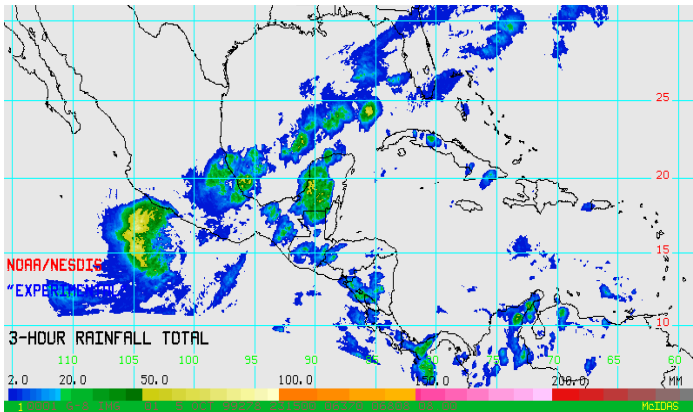 25
20
15
NOAA/NESDIS
"EXPERIMENTAL"
10
3-HOUR RAINFALL TOTAL
110 105 100 95 90 85 80 75 70 65 60
2.0 20.0 50.0 100.0 150.0 200.0 MM
1 McIDAS